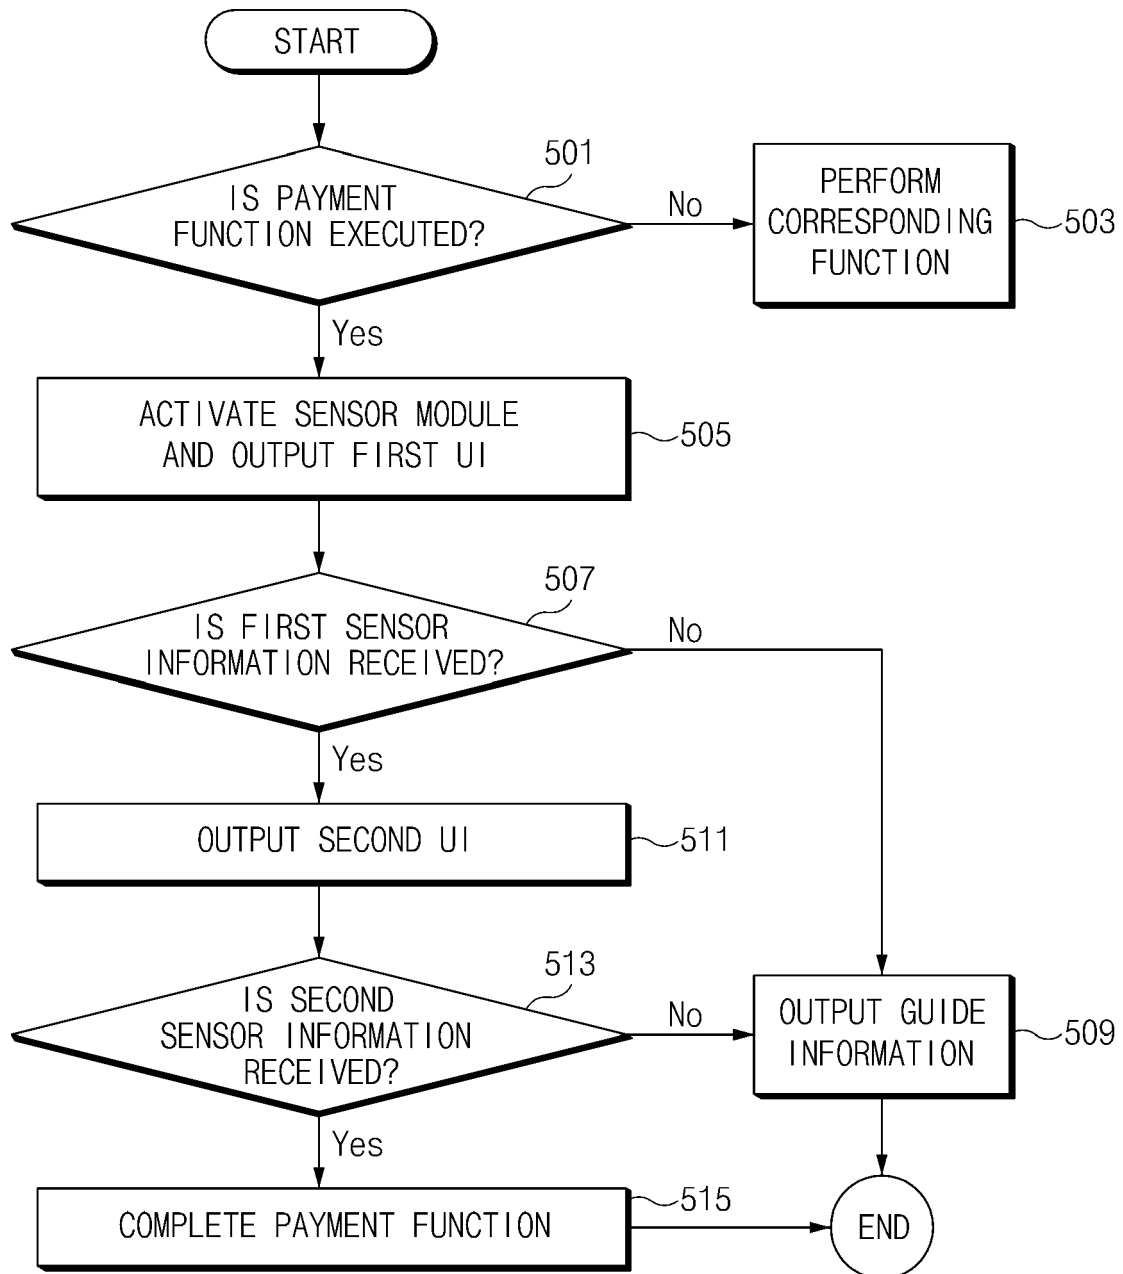 START
501
IS PAYMENT
FUNCTION EXECUTED?
No
PERFORM
CORRESPONDING
FUNCTION
503
Yes
ACTIVATE SENSOR MODULE
AND OUTPUT FIRST UI
505
507
IS FIRST SENSOR
INFORMATION RECEIVED?
No
Yes
OUTPUT SECOND UI
511
513
IS SECOND
SENSOR INFORMATION
RECEIVED?
No
OUTPUT GUIDE
INFORMATION
509
Yes
COMPLETE PAYMENT FUNCTION
515
END